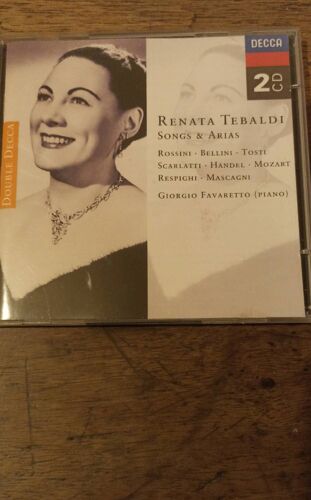 DECCA
2CD
RENATA TEBALDI
SONGS & ARIAS
ROSSINI · BELLINI · TOSTI
SCARLATTI · HANDEL · MOZART
RESPIGHI · MASCAGNI
GIORGIO FAVARETTO (PIANO)
DOUBLE DECCA